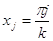 x_j = πj/k